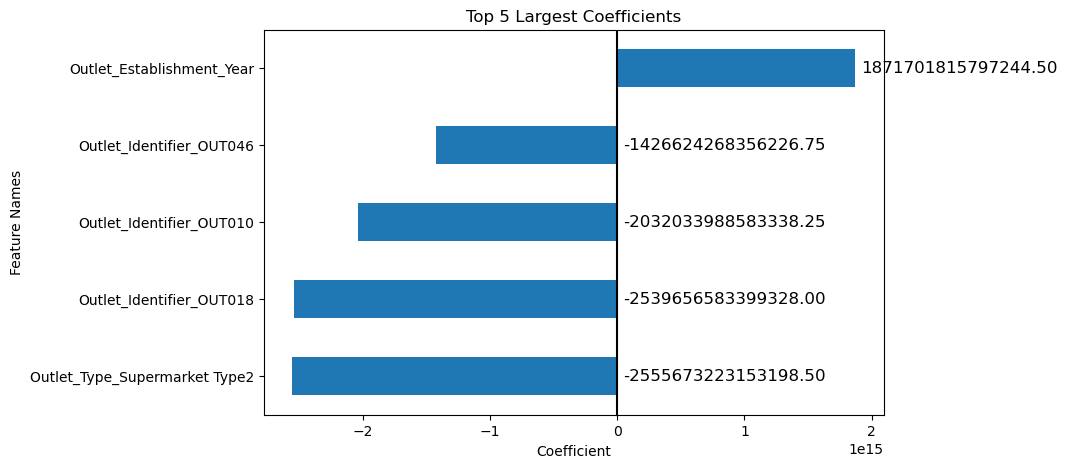 Top 5 Largest Coefficients
Outlet_Establishment_Year
1871701815797244.50
Outlet_Identifier_OUT046
-1426624268356226.75
Outlet_Identifier_OUT010
-2032033988583338.25
Outlet_Identifier_OUT018
-2539656583399328.00
Outlet_Type_Supermarket Type2
-2555673223153198.50
Feature Names
−2
−1
0
1
2
1e15
Coefficient